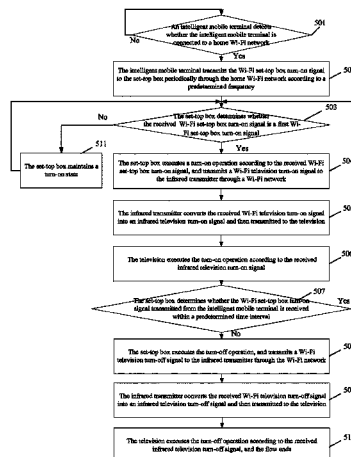 An intelligent mobile terminal detects
whether the intelligent mobile terminal is
connected to a home Wi-Fi network
501
No
Yes
The intelligent mobile terminal transmits the Wi-Fi set-top box turn-on signal
to the set-top box periodically through the home Wi-Fi network according to a
predetermined frequency
50
503
The set-top box determines whether
the received Wi-Fi set-top box turn-on signal is a first Wi-
Fi set-top box turn-on signal
No
Yes
511
The set-top box maintains a
turn-on state
The set-top box executes a turn-on operation according to the received Wi-Fi
set-top box turn-on signal, and transmits a Wi-Fi television turn-on signal to
the infrared transmitter through a Wi-Fi network
50
The infrared transmitter converts the received Wi-Fi television turn-on signal
into an infrared television turn-on signal and then transmitted to the television
50
The television executes the turn-on operation according to the received
infrared television turn-on signal
50
507
The set-top box determines whether the Wi-Fi set-top box turn-on
signal transmitted from the intelligent mobile terminal is received
within a predetermined time interval
Yes
No
The set-top box executes the turn-off operation, and transmits a Wi-Fi
television turn-off signal to the infrared transmitter through the Wi-Fi network
50
The infrared transmitter converts the received Wi-Fi television turn-off signal
into an infrared television turn-off signal and then transmitted to the television
50
The television executes the turn-off operation according to the received
infrared television turn-off signal, and the flow ends
51